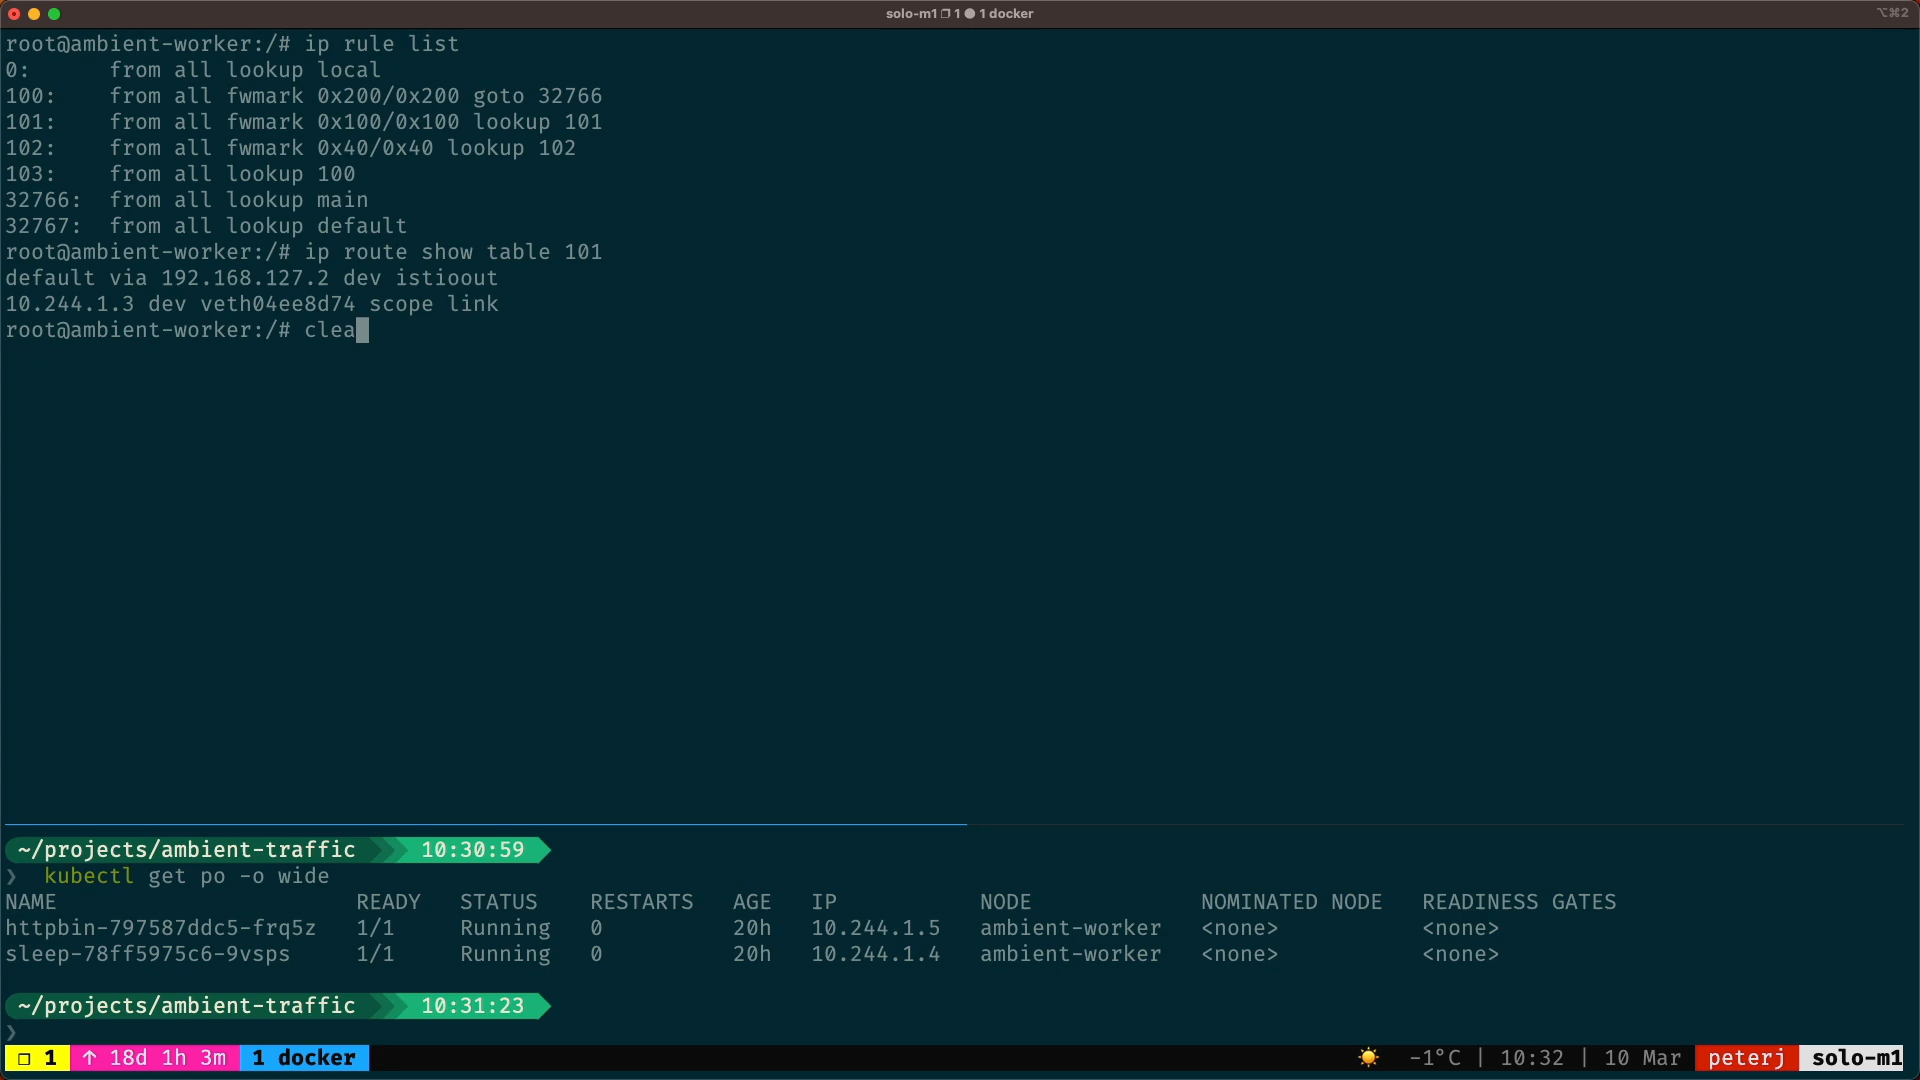 solo-m1 ❐ 1 ● 1 docker
⌥⌘2
root@ambient-worker:/# ip rule list
0:      from all lookup local
100:    from all fwmark 0x200/0x200 goto 32766
101:    from all fwmark 0x100/0x100 lookup 101
102:    from all fwmark 0x40/0x40 lookup 102
103:    from all lookup 100
32766:  from all lookup main
32767:  from all lookup default
root@ambient-worker:/# ip route show table 101
default via 192.168.127.2 dev istioout
10.244.1.3 dev veth04ee8d74 scope link
root@ambient-worker:/# clea
~/projects/ambient-traffic 10:30:59
❯ kubectl get po -o wide
NAME                       READY   STATUS    RESTARTS   AGE   IP           NODE             NOMINATED NODE   READINESS GATES
httpbin-797587ddc5-frq5z   1/1     Running   0          20h   10.244.1.5   ambient-worker   <none>           <none>
sleep-78ff5975c6-9vsps     1/1     Running   0          20h   10.244.1.4   ambient-worker   <none>           <none>
~/projects/ambient-traffic 10:31:23
❯
❐ 1 ↑ 18d 1h 3m 1 docker ☀️ -1°C | 10:32 | 10 Mar peterj solo-m1